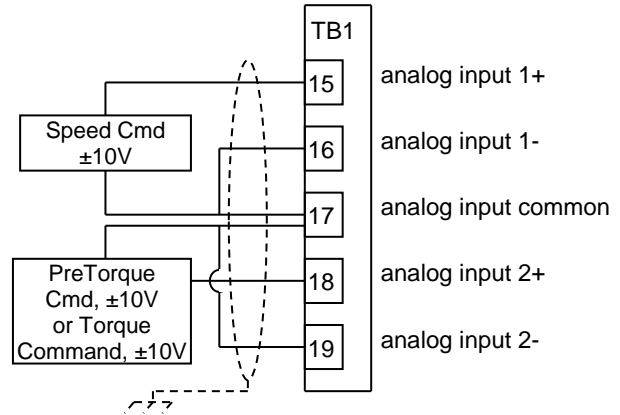 TB1
15
analog input 1+
Speed Cmd
±10V
16
analog input 1-
17
analog input common
PreTorque
Cmd, ±10V
or Torque
Command, ±10V
18
analog input 2+
19
analog input 2-